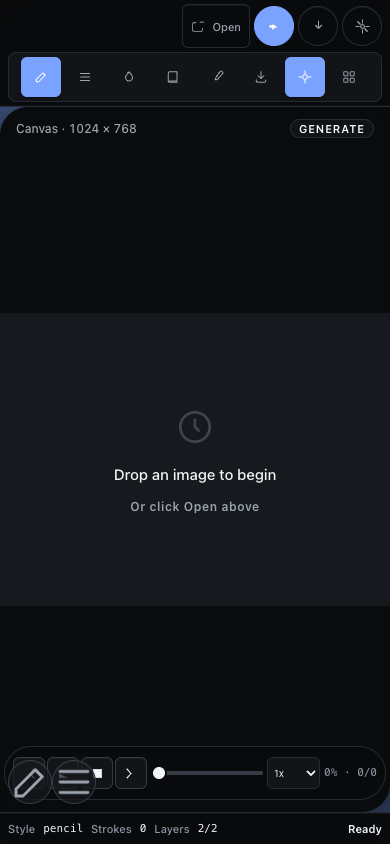 Open
Canvas · 1024 × 768
GENERATE
Drop an image to begin
Or click Open above
1x
0% · 0/0
Style pencil Strokes 0 Layers 2/2
Ready